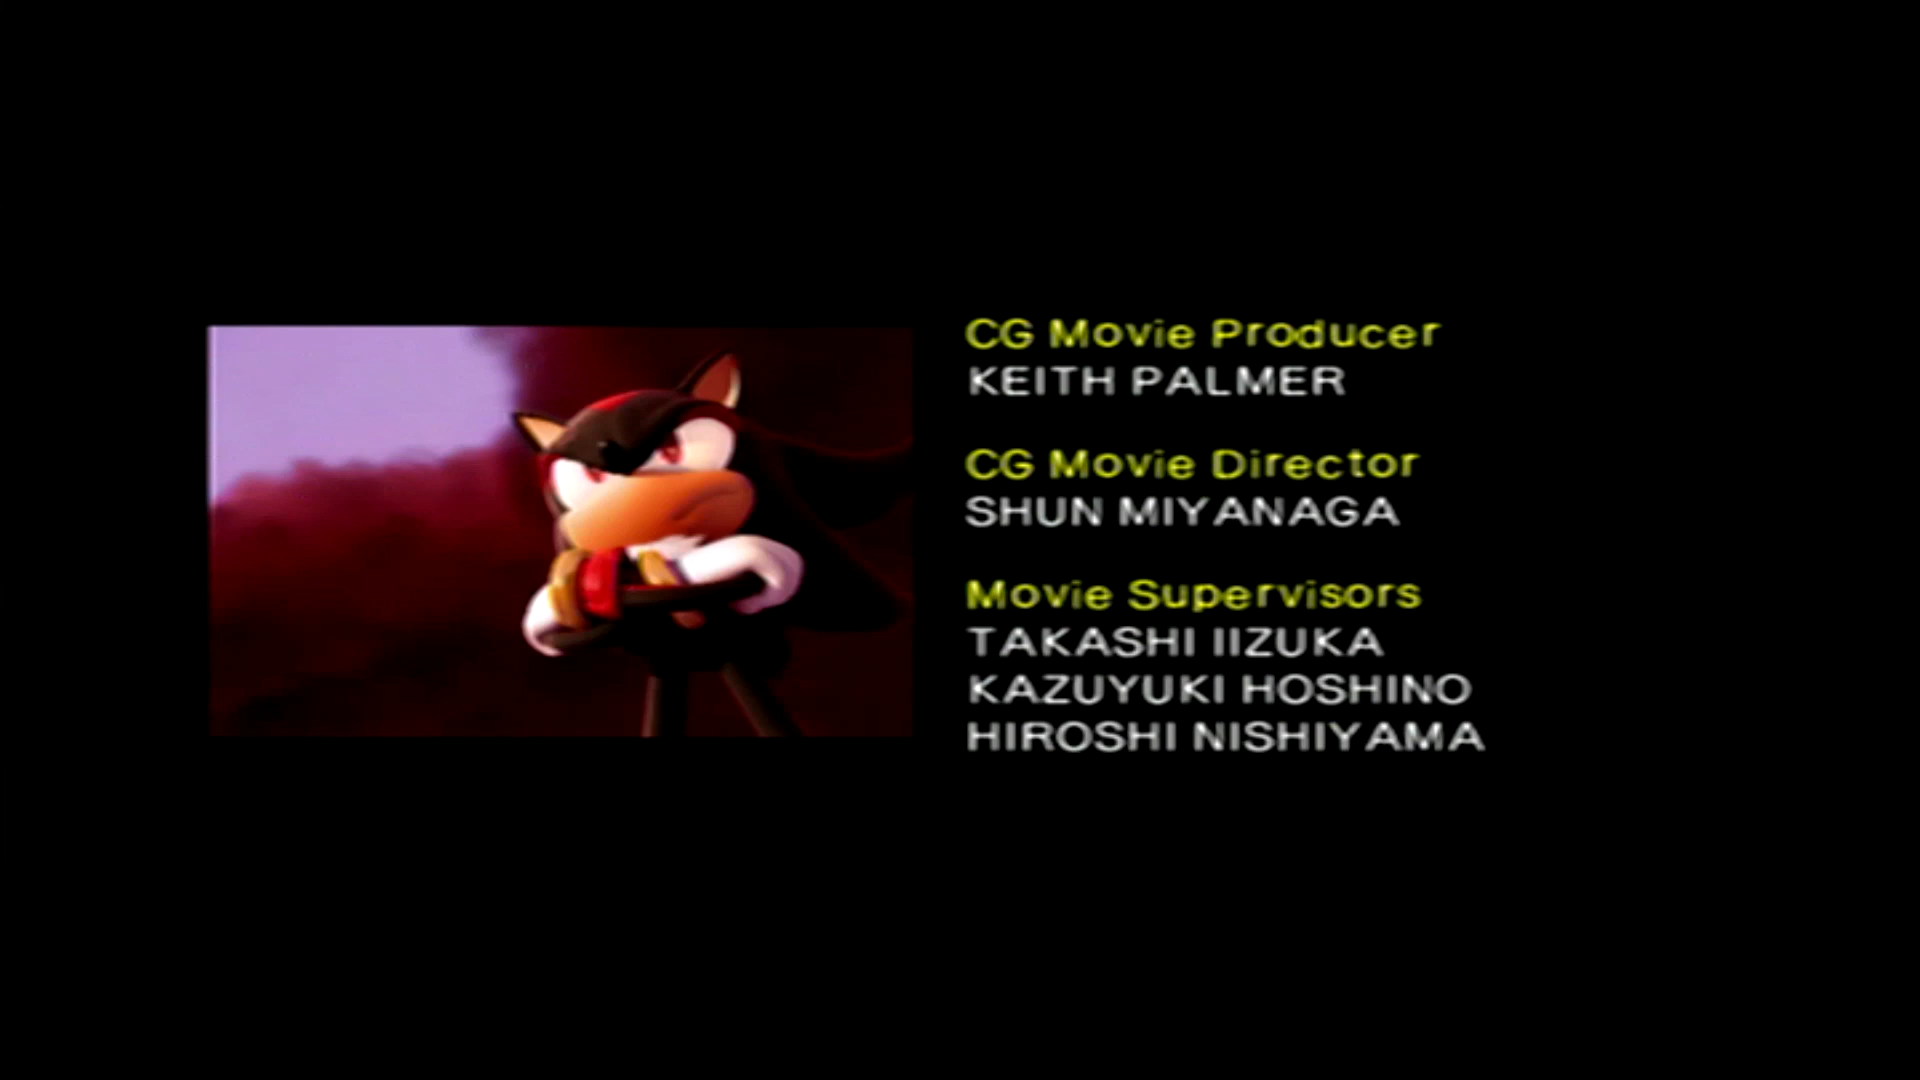 CG Movie Producer
KEITH PALMER
CG Movie Director
SHUN MIYANAGA
Movie Supervisors
TAKASHI IIZUKA
KAZUYUKI HOSHINO
HIROSHI NISHIYAMA